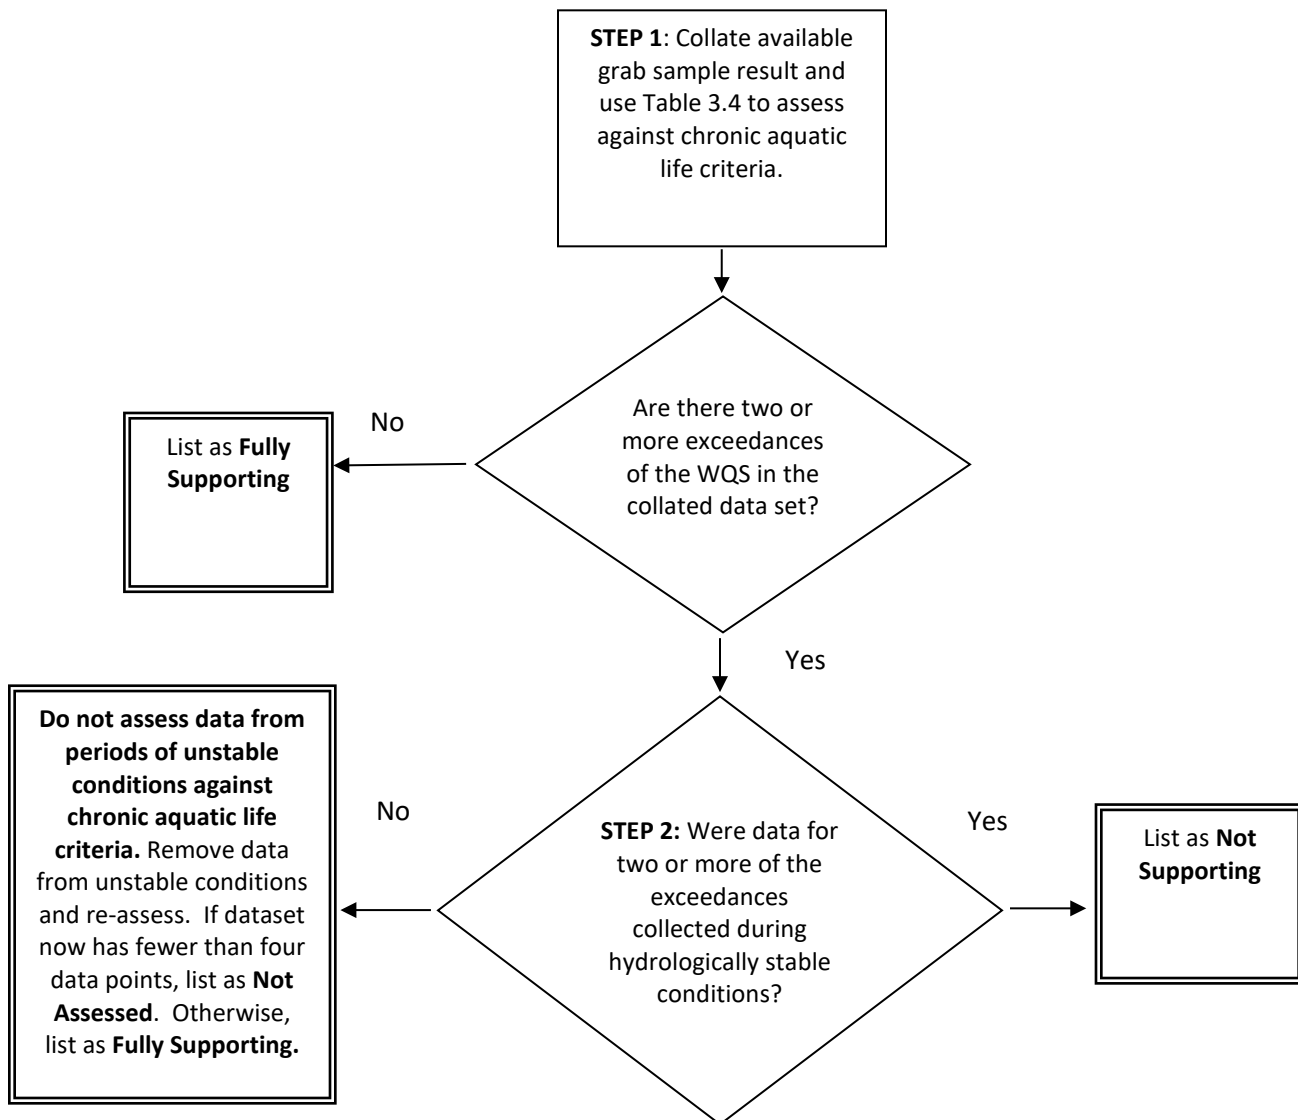 STEP 1: Collate available
grab sample result and
use Table 3.4 to assess
against chronic aquatic
life criteria.
Are there two or
more exceedances
of the WQS in the
collated data set?
No
List as Fully
Supporting
Yes
STEP 2: Were data for
two or more of the
exceedances
collected during
hydrologically stable
conditions?
No
Do not assess data from
periods of unstable
conditions against
chronic aquatic life
criteria. Remove data
from unstable conditions
and re-assess.  If dataset
now has fewer than four
data points, list as Not
Assessed.  Otherwise,
list as Fully Supporting.
Yes
List as Not
Supporting